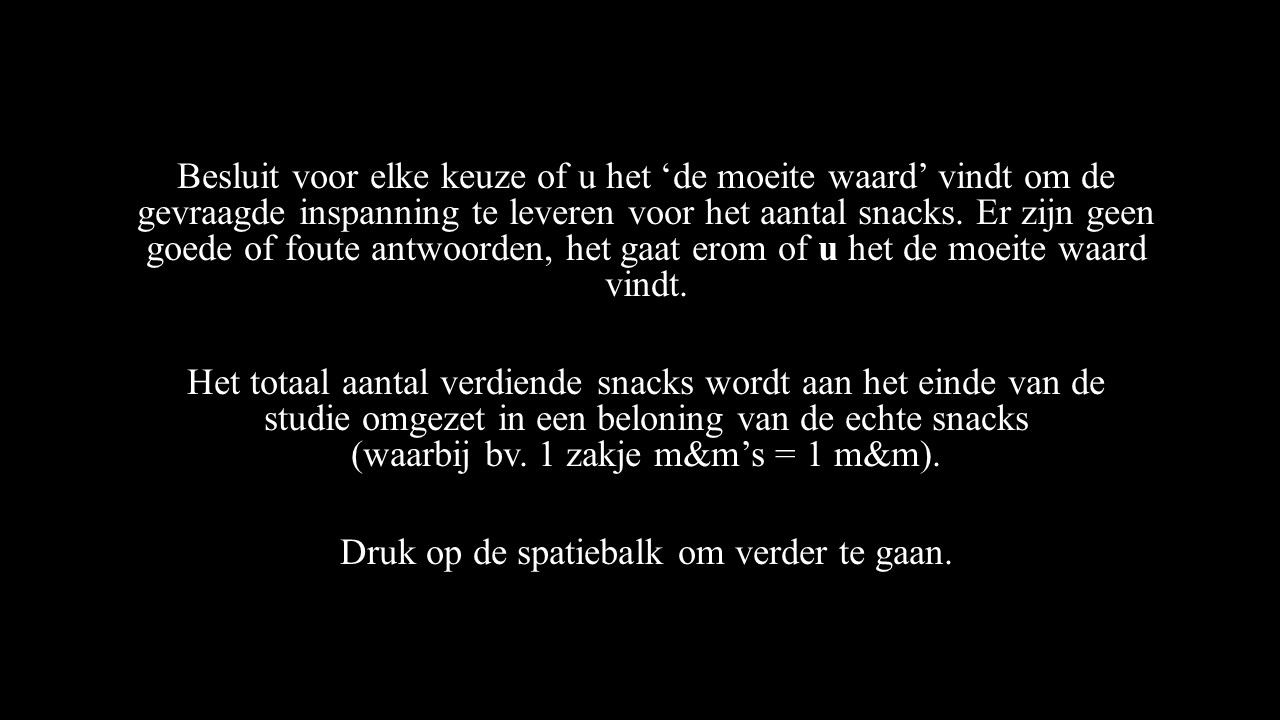 Besluit voor elke keuze of u het ‘de moeite waard’ vindt om de
gevraagde inspanning te leveren voor het aantal snacks. Er zijn geen
goede of foute antwoorden, het gaat erom of u het de moeite waard
vindt.
Het totaal aantal verdiende snacks wordt aan het einde van de
studie omgezet in een beloning van de echte snacks
(waarbij bv. 1 zakje m&m’s = 1 m&m).
Druk op de spatiebalk om verder te gaan.